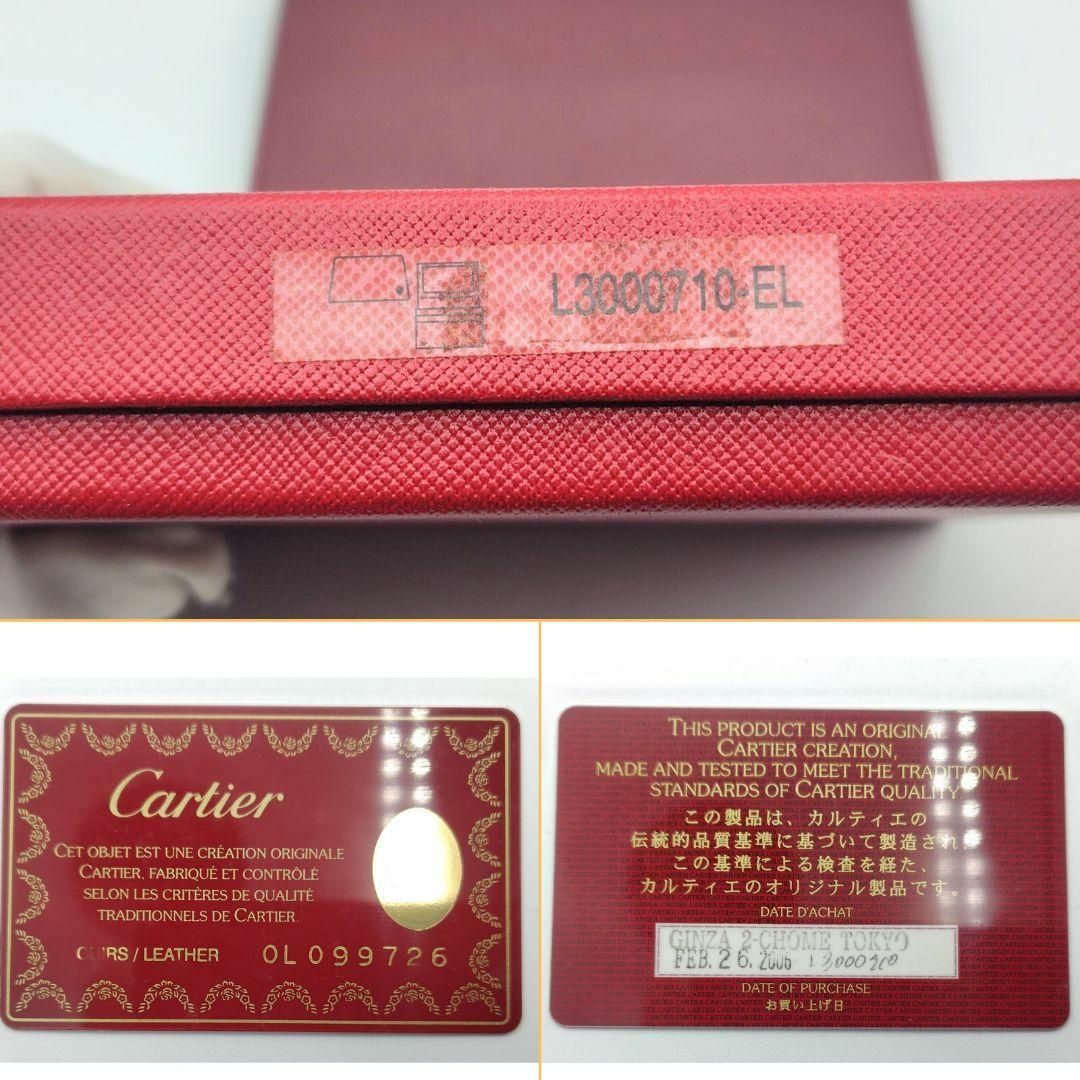 L3000710-EL
Cartier
CET OBJET EST UNE CRÉATION ORIGINALE
CARTIER, FABRIQUÉ ET CONTRÔLÉ
SELON LES CRITÈRES DE QUALITÉ
TRADITIONNELS DE CARTIER.
CUIRS / LEATHER OL099726
THIS PRODUCT IS AN ORIGINAL
CARTIER CREATION,
MADE AND TESTED TO MEET THE TRADITIONAL
STANDARDS OF CARTIER QUALITY.
この製品は、カルティエの
伝統的品質基準に基づいて製造され
この基準による検査を経た、
カルティエのオリジナル製品です。
DATE D'ACHAT
GINZA 2-CHOME TOKYO
FEB. 26. 2006
DATE OF PURCHASE
お買い上げ日